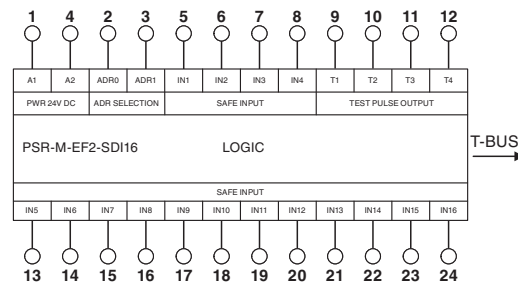 1 4 2 3 5 6 7 8 9 10 11 12
A1 A2 ADR0 ADR1 IN1 IN2 IN3 IN4 T1 T2 T3 T4
PWR 24V DC ADR SELECTION SAFE INPUT TEST PULSE OUTPUT
PSR-M-EF2-SDI16 LOGIC T-BUS
SAFE INPUT
IN5 IN6 IN7 IN8 IN9 IN10 IN11 IN12 IN13 IN14 IN15 IN16
13 14 15 16 17 18 19 20 21 22 23 24